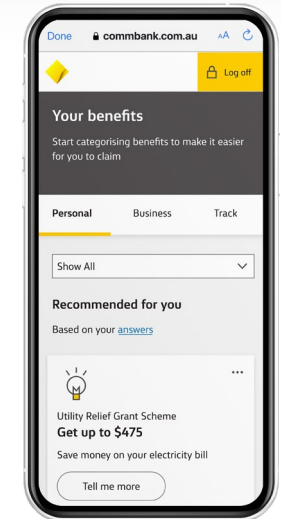 Done commbank.com.au AA
Log off
Your benefits
Start categorising benefits to make it easier
for you to claim
Personal Business Track
Show All
Recommended for you
Based on your answers
Utility Relief Grant Scheme
Get up to $475
Save money on your electricity bill
Tell me more